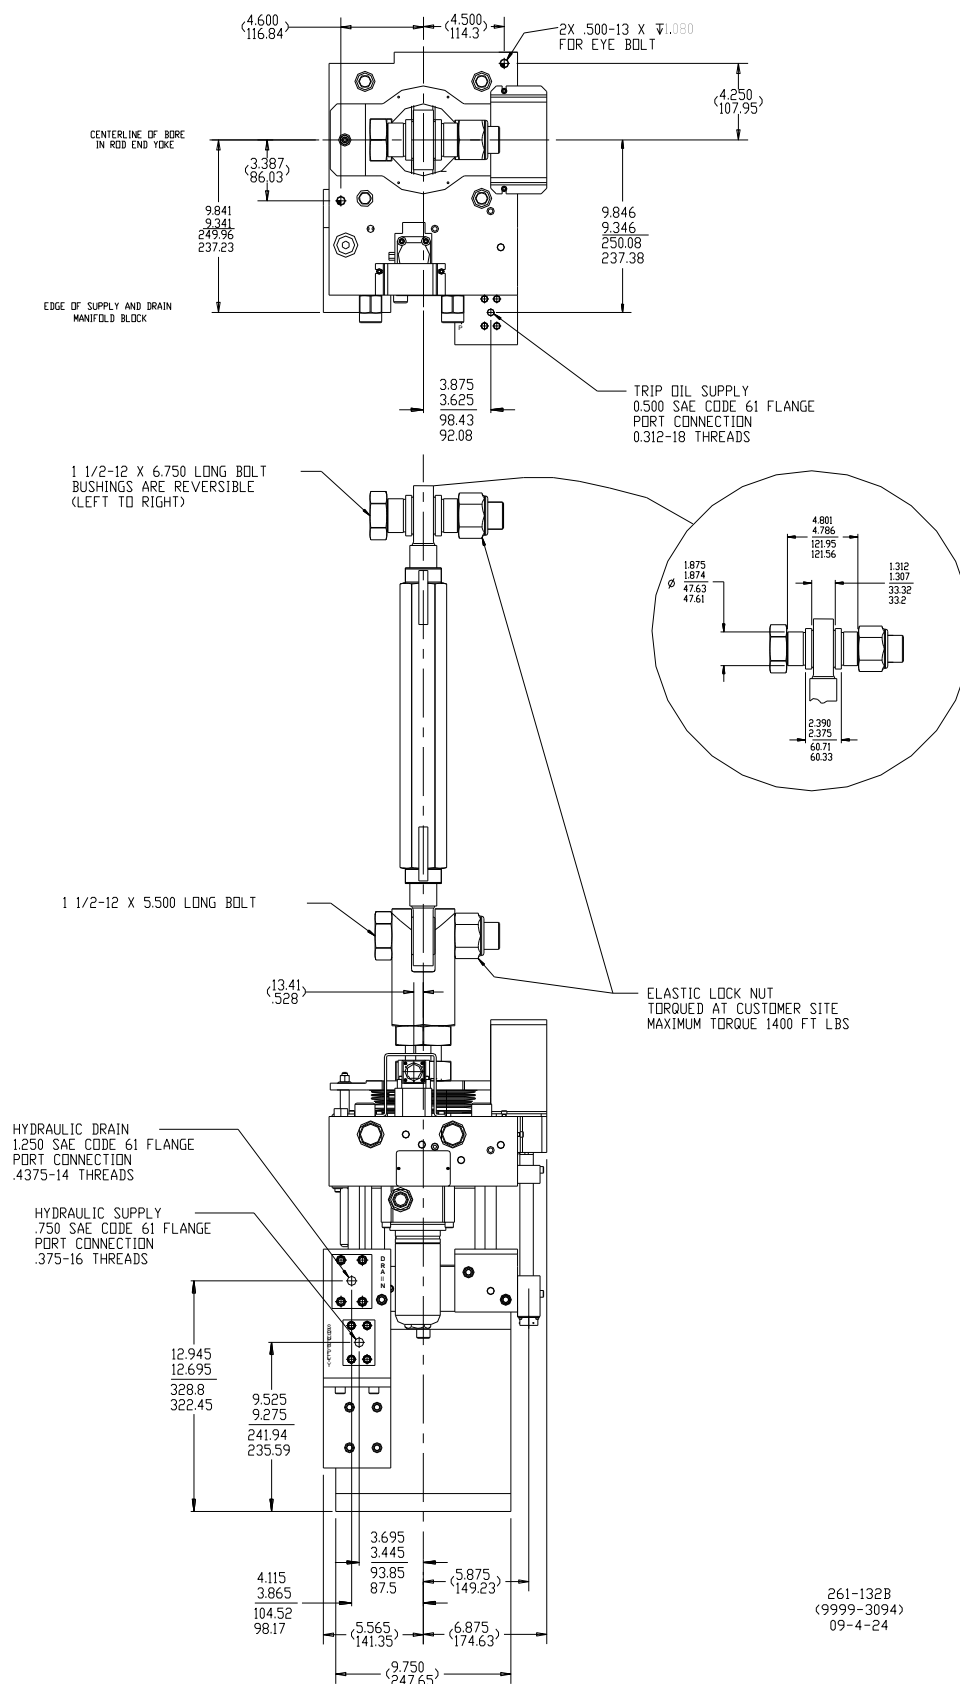 (4.600
116.84)
(4.500
114.3)
2X .500-13 X ↧1.080
FOR EYE BOLT
(4.250
107.95)
CENTERLINE OF BORE
IN ROD END YOKE
(3.387
86.03)
9.841
9.341
249.96
237.23
9.846
9.346
250.08
237.38
EDGE OF SUPPLY AND DRAIN
MANIFOLD BLOCK
P
3.875
3.625
98.43
92.08
TRIP OIL SUPPLY
0.500 SAE CODE 61 FLANGE
PORT CONNECTION
0.312-18 THREADS
1 1/2-12 X 6.750 LONG BOLT
BUSHINGS ARE REVERSIBLE
(LEFT TO RIGHT)
4.801
4.786
121.95
121.56
Ø 1.875
1.874
47.63
47.61
1.312
1.307
33.32
33.2
2.390
2.375
60.71
60.33
1 1/2-12 X 5.500 LONG BOLT
(13.41
.528)
ELASTIC LOCK NUT
TORQUED AT CUSTOMER SITE
MAXIMUM TORQUE 1400 FT LBS
HYDRAULIC DRAIN
1.250 SAE CODE 61 FLANGE
PORT CONNECTION
.4375-14 THREADS
HYDRAULIC SUPPLY
.750 SAE CODE 61 FLANGE
PORT CONNECTION
.375-16 THREADS
DRAIN
12.945
12.695
328.8
322.45
9.525
9.275
241.94
235.59
3.695
3.445
93.85
87.5
4.115
3.865
104.52
98.17
(5.875
149.23)
(5.565
141.35)
(6.875
174.63)
(9.750
247.65)
261-132B
(9999-3094)
09-4-24